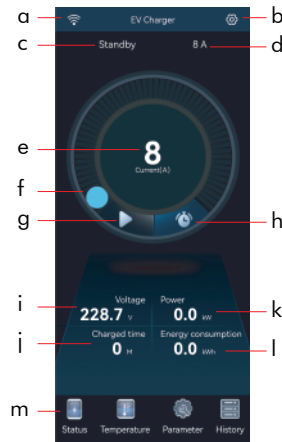 a EV Charger b
c Standby 8 A d
e 8
Current(A)
f
g h
i Voltage Power
228.7 V 0.0 kW k
j Charged time Energy consumption
0 M 0.0 kWh l
m
Status Temperature Parameter History